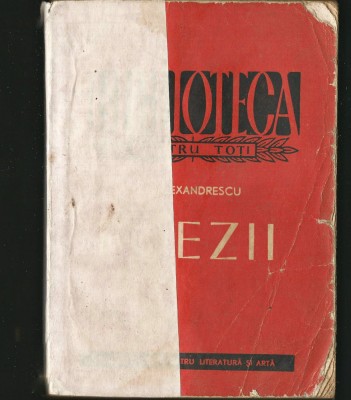 IOTECA
TRU TOȚI
EXANDRESCU
EZII
TRU LITERATURĂ ȘI ARTĂ